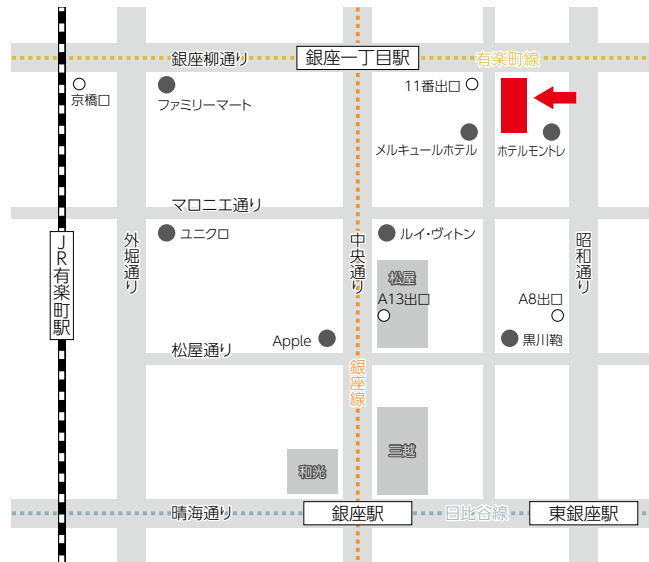 銀座柳通り
銀座一丁目駅
有楽町線
京橋口
ファミリーマート
11番出口
メルキュールホテル
ホテルモントレ
マロニエ通り
JR有楽町駅
外堀通り
ユニクロ
中央通り
ルイ・ヴィトン
昭和通り
松屋
A13出口
A8出口
松屋通り
Apple
黒川鞄
銀座線
和光
三越
晴海通り
銀座駅
日比谷線
東銀座駅